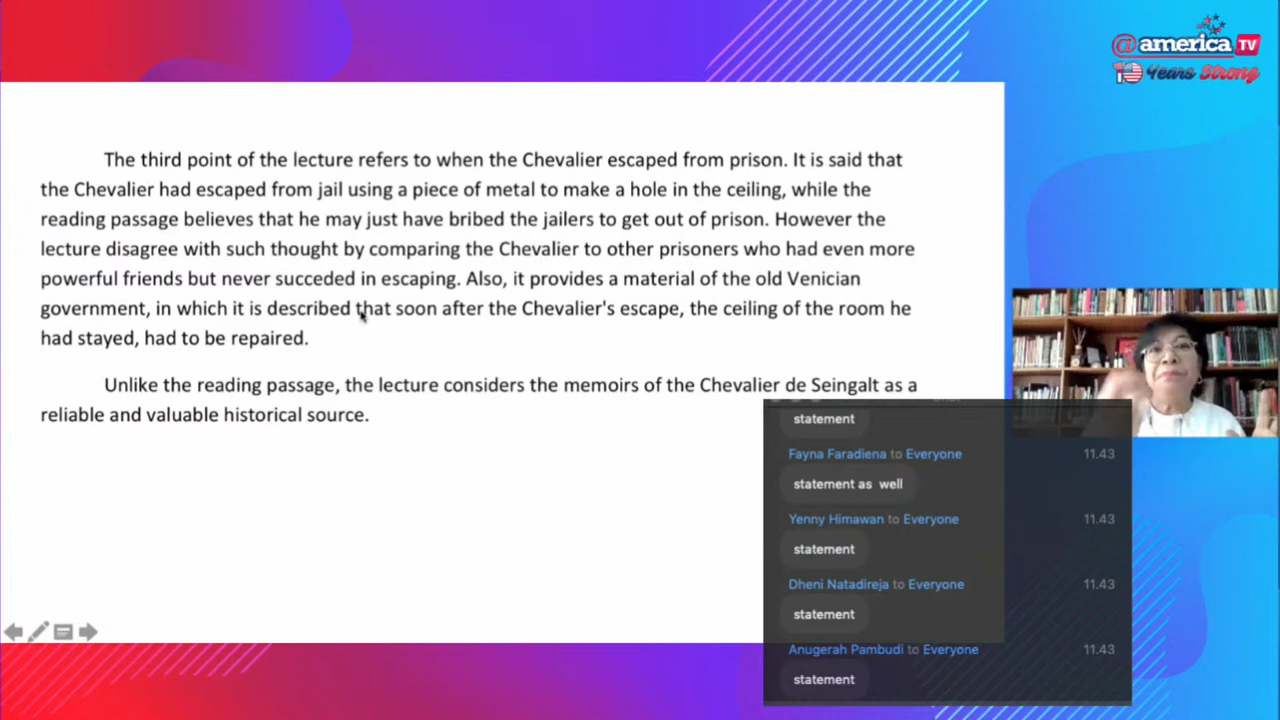 @america TV
10 Years Strong
The third point of the lecture refers to when the Chevalier escaped from prison. It is said that
the Chevalier had escaped from jail using a piece of metal to make a hole in the ceiling, while the
reading passage believes that he may just have bribed the jailers to get out of prison. However the
lecture disagree with such thought by comparing the Chevalier to other prisoners who had even more
powerful friends but never succeded in escaping. Also, it provides a material of the old Venician
government, in which it is described that soon after the Chevalier's escape, the ceiling of the room he
had stayed, had to be repaired.
Unlike the reading passage, the lecture considers the memoirs of the Chevalier de Seingalt as a
reliable and valuable historical source.
statement
Fayna Faradiena to Everyone 11.43
statement as well
Yenny Himawan to Everyone 11.43
statement
Dheni Natadireja to Everyone 11.43
statement
Anugerah Pambudi to Everyone 11.43
statement